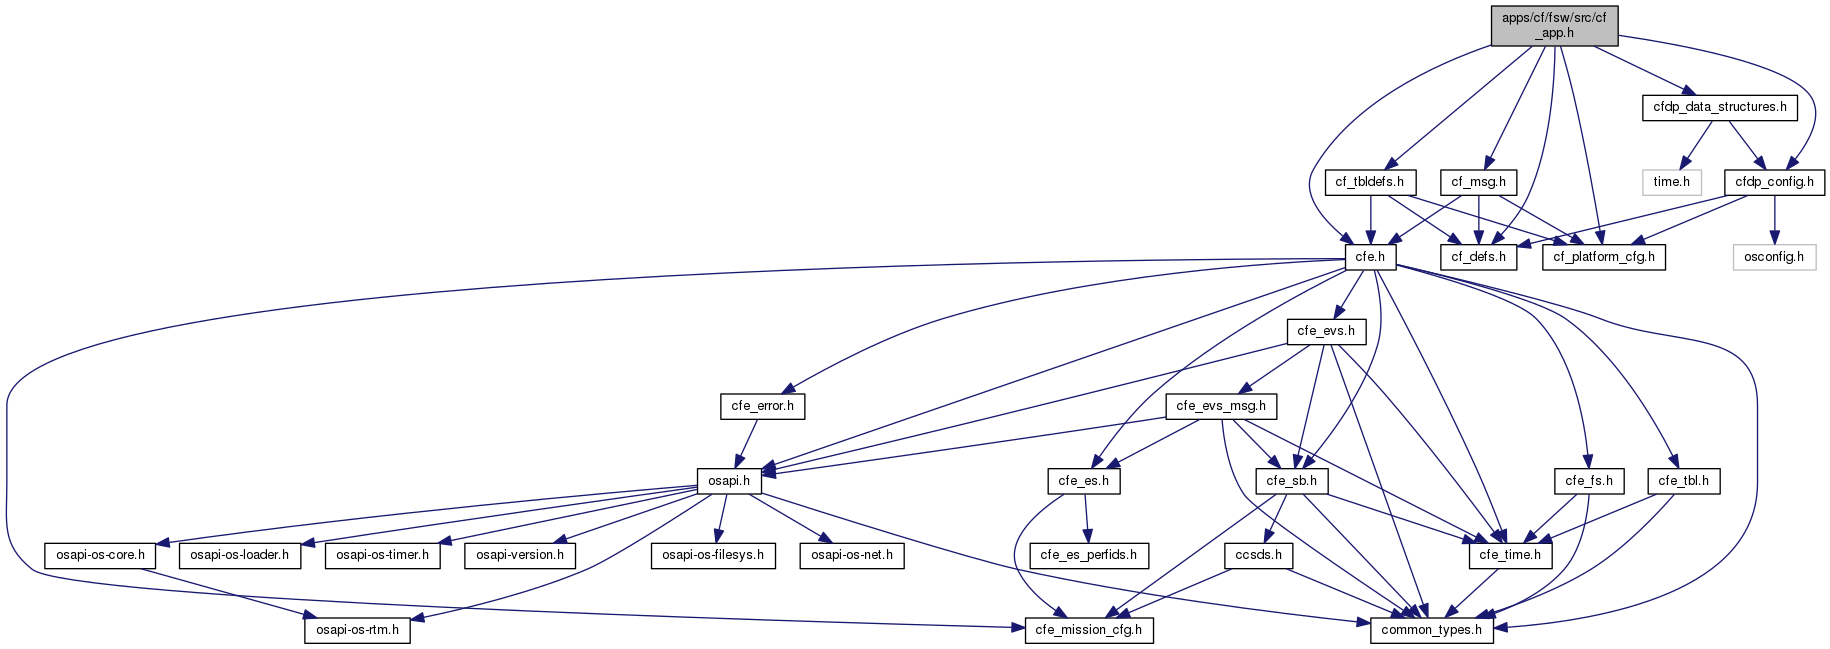 apps/cf/fsw/src/cf
_app.h
cfdp_data_structures.h
cf_tbldefs.h
cf_msg.h
time.h
cfdp_config.h
cfe.h
cf_defs.h
cf_platform_cfg.h
osconfig.h
cfe_evs.h
cfe_error.h
cfe_evs_msg.h
osapi.h
cfe_es.h
cfe_sb.h
cfe_fs.h
cfe_tbl.h
osapi-os-core.h
osapi-os-loader.h
osapi-os-timer.h
osapi-version.h
osapi-os-filesys.h
osapi-os-net.h
cfe_es_perfids.h
ccsds.h
cfe_time.h
osapi-os-rtm.h
cfe_mission_cfg.h
common_types.h